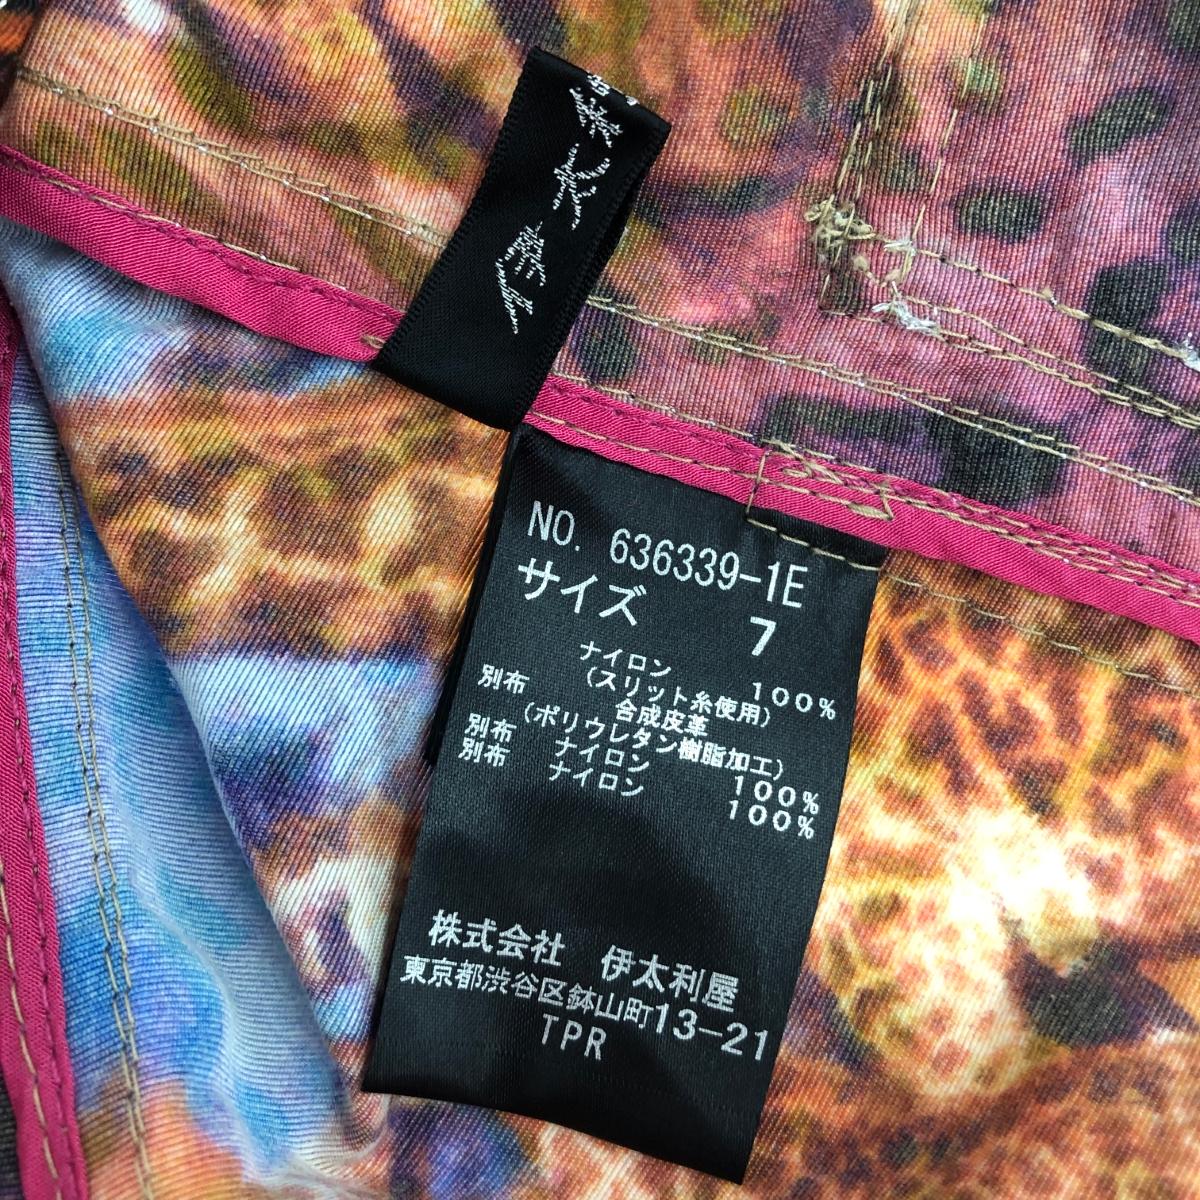 NO. 636339-1E
サイズ 7
ナイロン 100%
(スリット糸使用)
別布 合成皮革
(ポリウレタン樹脂加工)
別布 ナイロン 100%
別布 ナイロン 100%
株式会社 伊太利屋
東京都渋谷区鉢山町13-21
TPR